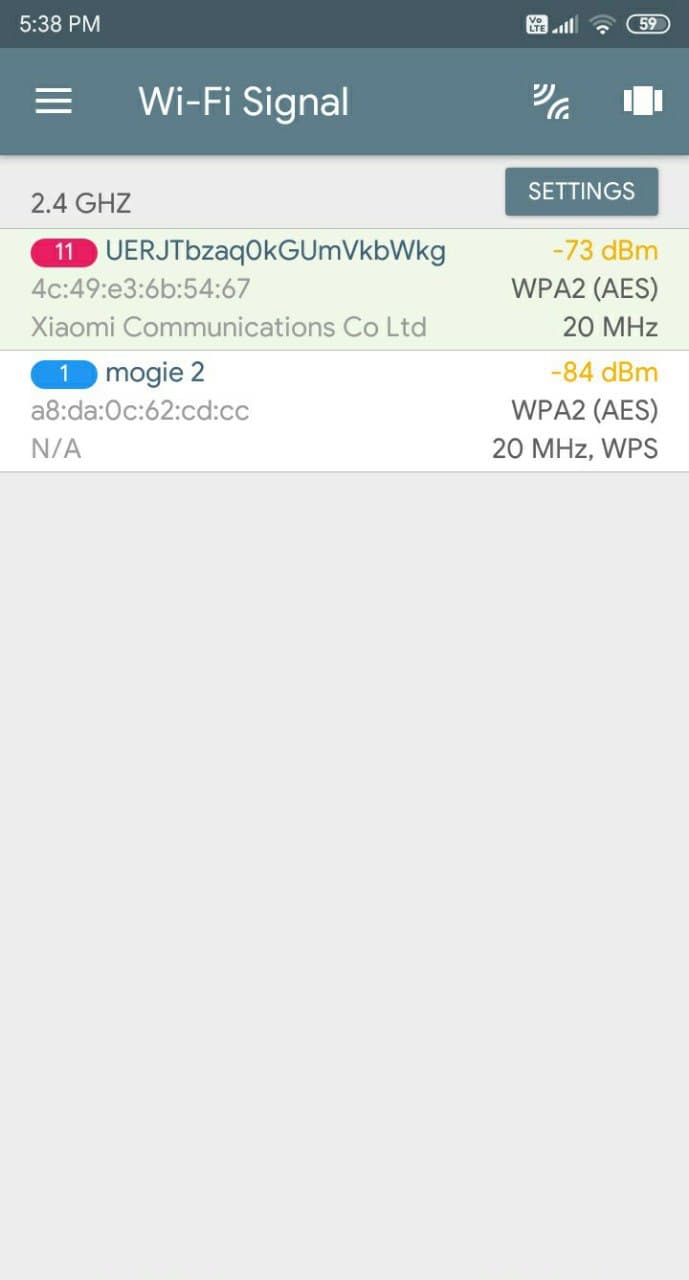 5:38 PM Vo LTE 59
Wi-Fi Signal
2.4 GHZ SETTINGS
11 UERJTbzaq0kGUmVkbWkg -73 dBm
4c:49:e3:6b:54:67 WPA2 (AES)
Xiaomi Communications Co Ltd 20 MHz
1 mogie 2 -84 dBm
a8:da:0c:62:cd:cc WPA2 (AES)
N/A 20 MHz, WPS